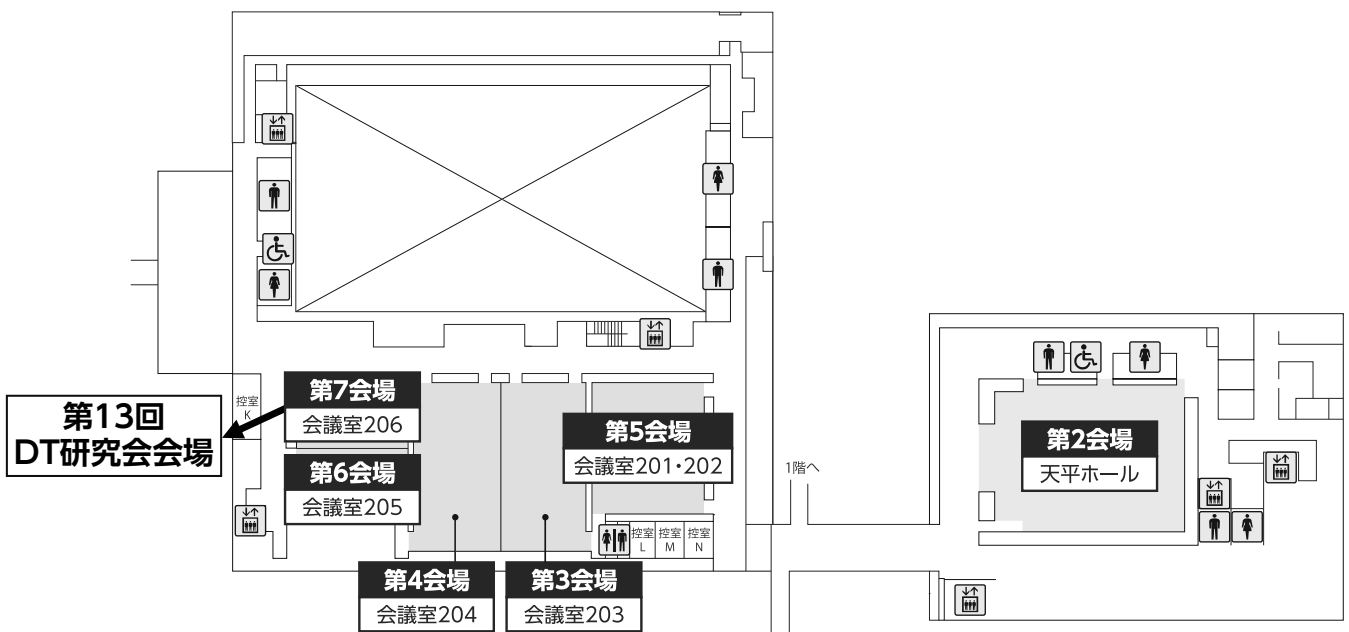 第7会場
会議室206
控室
K
第13回
DT研究会会場
第6会場
会議室205
第5会場
会議室201・202
1階へ
第2会場
天平ホール
控室
L
控室
M
控室
N
第4会場
会議室204
第3会場
会議室203